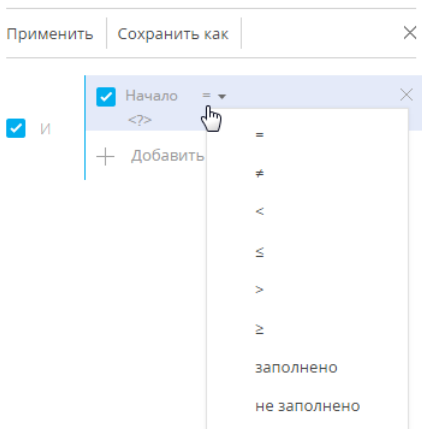 Применить Сохранить как
Начало =
<?>
И
Добавить
=
≠
<
≤
>
≥
заполнено
не заполнено